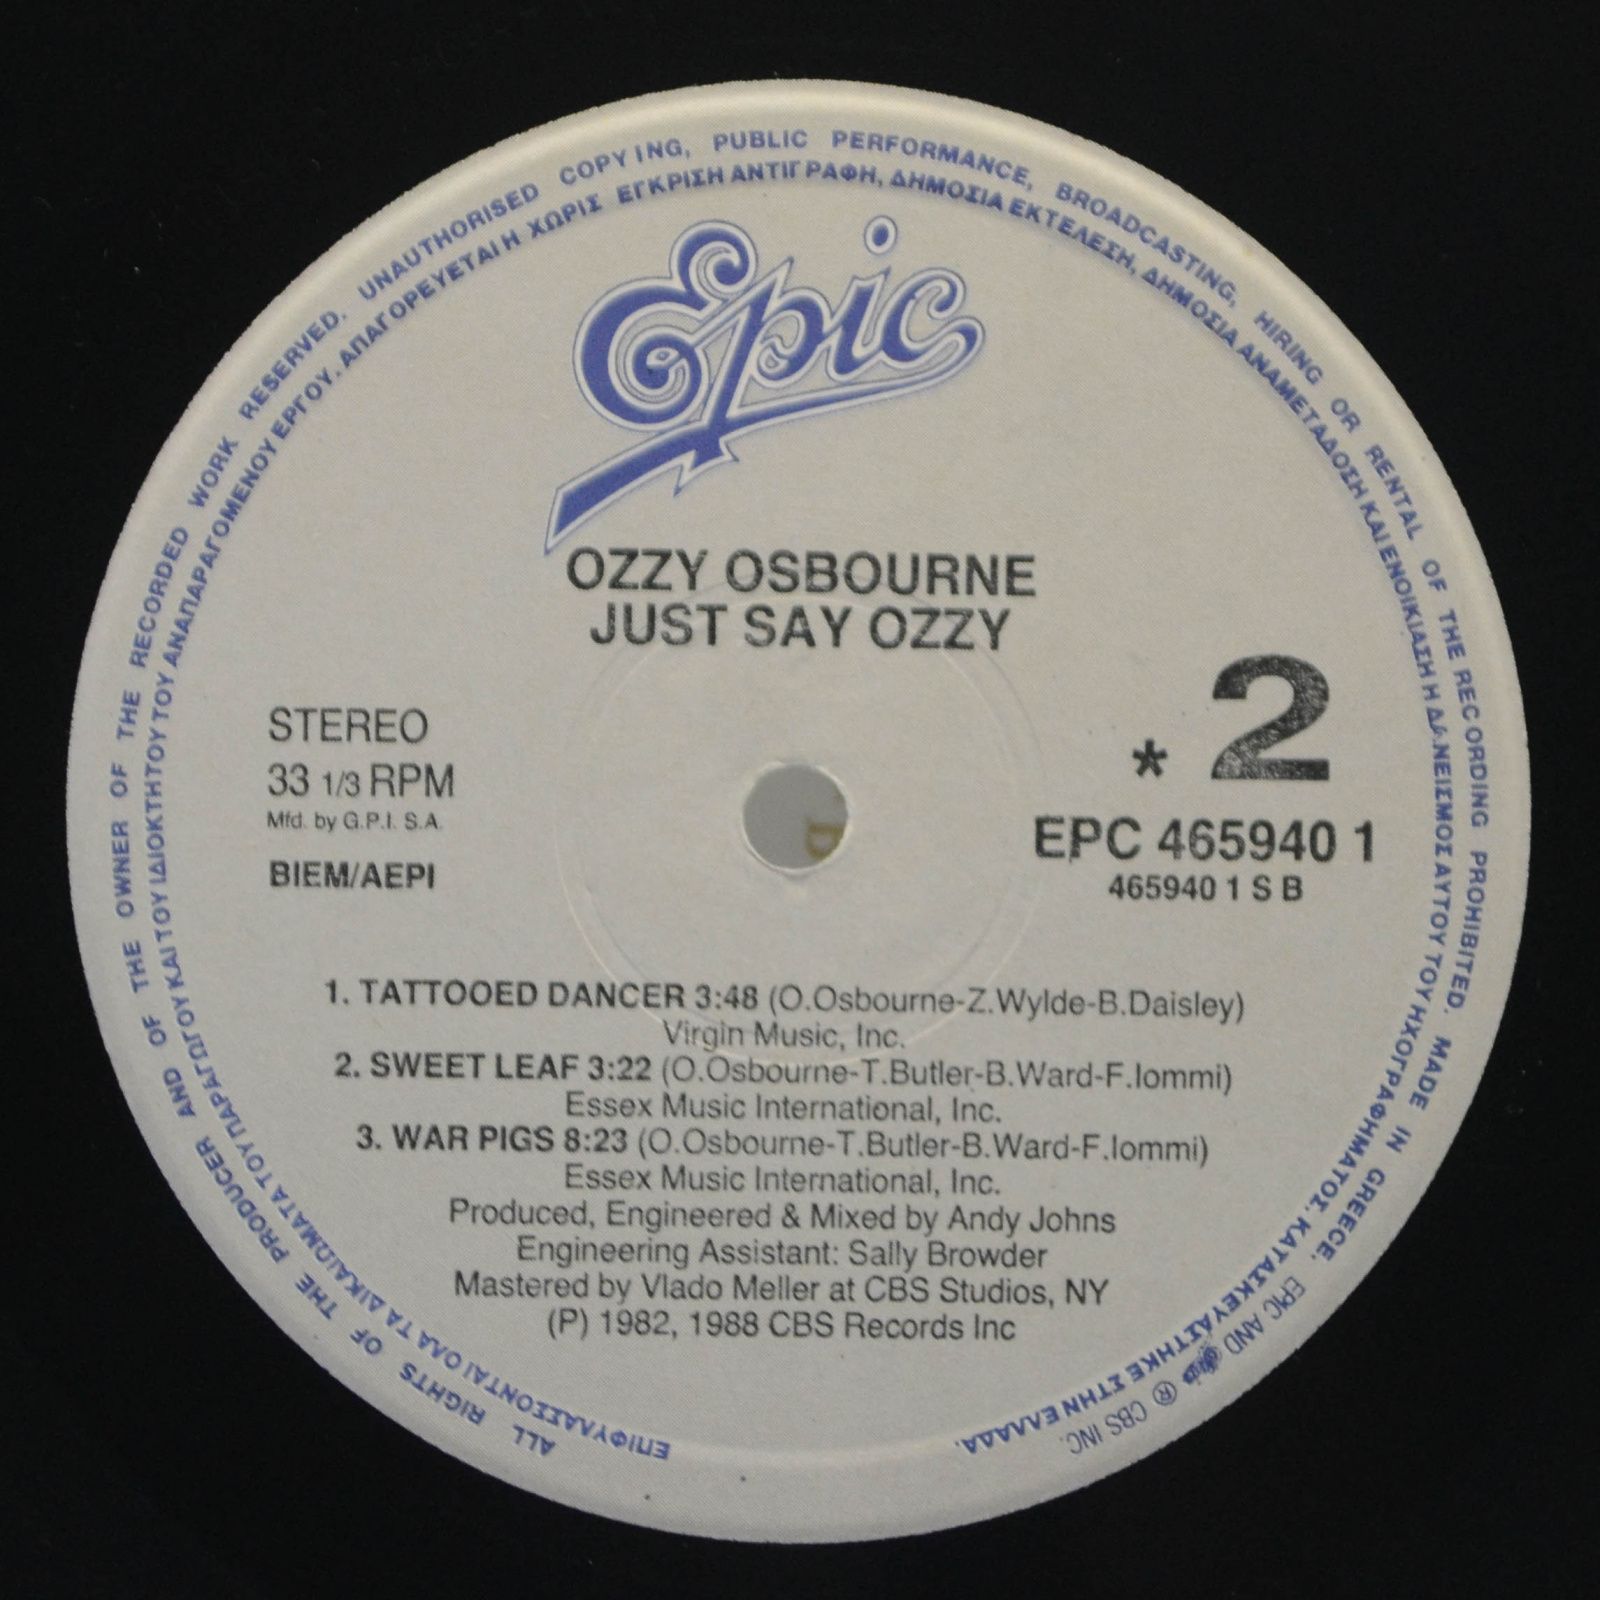 ALL RIGHTS OF THE PRODUCER AND OF THE OWNER OF THE RECORDED WORK RESERVED. UNAUTHORISED COPYING, PUBLIC PERFORMANCE, BROADCASTING, HIRING OR RENTAL OF THE RECORDING PROHIBITED. MADE IN GREECE.
EPIC AND ® CBS INC.
ΕΠΙΦΥΛΑΣΣΟΝΤΑΙ ΟΛΑ ΤΑ ΔΙΚΑΙΩΜΑΤΑ ΤΟΥ ΠΑΡΑΓΩΓΟΥ ΚΑΙ ΤΟΥ ΙΔΙΟΚΤΗΤΟΥ ΤΟΥ ΑΝΑΠΑΡΑΓΟΜΕΝΟΥ ΕΡΓΟΥ. ΑΠΑΓΟΡΕΥΕΤΑΙ Η ΧΩΡΙΣ ΕΓΚΡΙΣΗ ΑΝΤΙΓΡΑΦΗ, ΔΗΜΟΣΙΑ ΕΚΤΕΛΕΣΗ, ΔΗΜΟΣΙΑ ΑΝΑΜΕΤΑΔΟΣΗ ΚΑΙ ΕΝΟΙΚΙΑΣΗ Η ΔΑΝΕΙΣΜΟΣ ΑΥΤΟΥ ΤΟΥ ΗΧΟΓΡΑΦΗΜΑΤΟΣ. ΚΑΤΑΣΚΕΥΑΣΤΗΚΕ ΣΤΗΝ ΕΛΛΑΔΑ.
Epic
OZZY OSBOURNE
JUST SAY OZZY
STEREO
33 1/3 RPM
Mfd. by G.P.I. S.A.
BIEM/AEPI
* 2
EPC 465940 1
465940 1 S B
D
1. TATTOOED DANCER 3:48 (O.Osbourne-Z.Wylde-B.Daisley)
Virgin Music, Inc.
2. SWEET LEAF 3:22 (O.Osbourne-T.Butler-B.Ward-F.Iommi)
Essex Music International, Inc.
3. WAR PIGS 8:23 (O.Osbourne-T.Butler-B.Ward-F.Iommi)
Essex Music International, Inc.
Produced, Engineered & Mixed by Andy Johns
Engineering Assistant: Sally Browder
Mastered by Vlado Meller at CBS Studios, NY
(P) 1982, 1988 CBS Records Inc